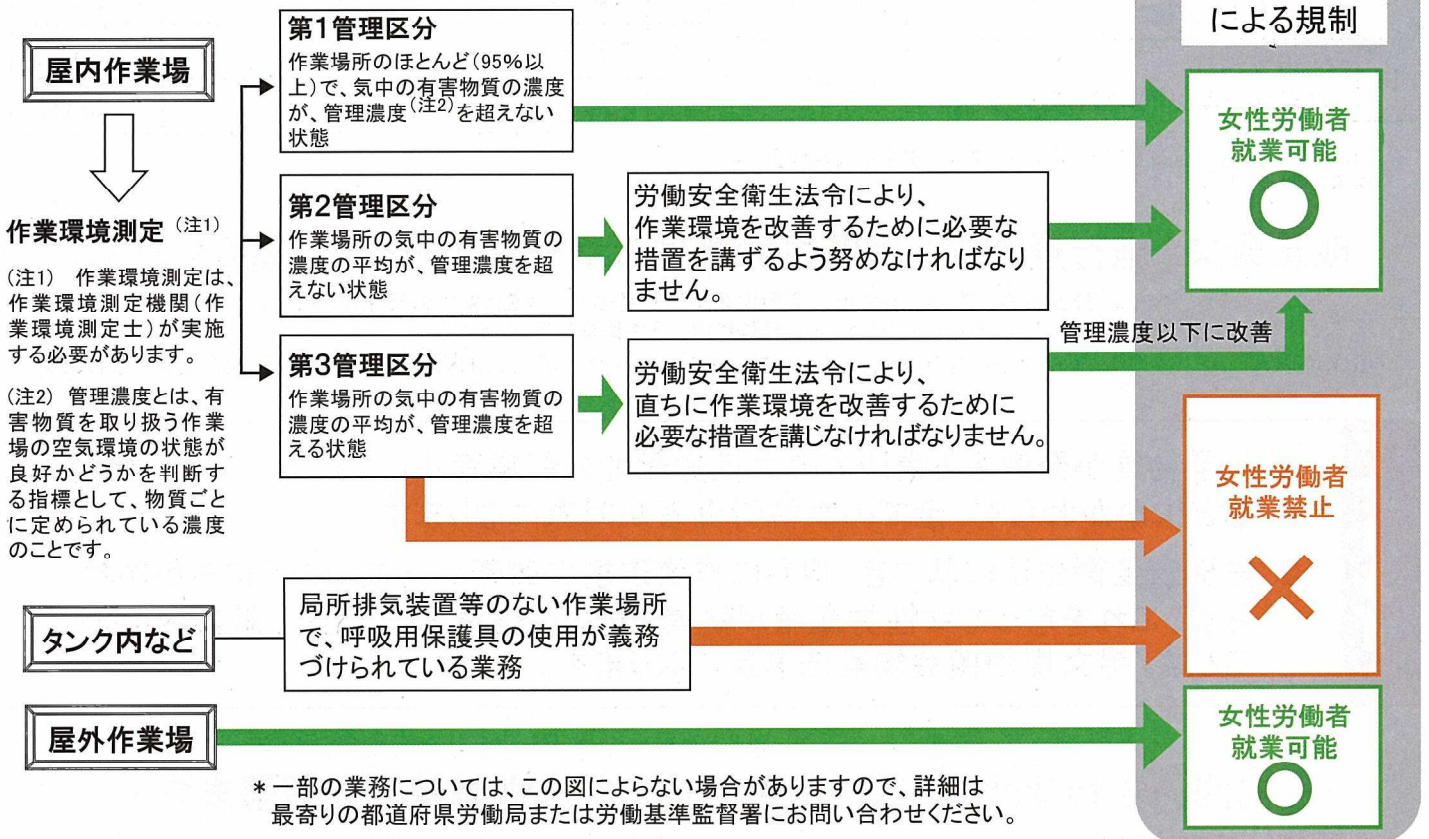 による規制
屋内作業場
第1管理区分
作業場所のほとんど(95%以
上)で、気中の有害物質の濃度
が、管理濃度(注2)を超えない
状態
女性労働者
就業可能
作業環境測定(注1)
第2管理区分
作業場所の気中の有害物質の
濃度の平均が、管理濃度を超
えない状態
労働安全衛生法令により、
作業環境を改善するために必要な
措置を講ずるよう努めなければなり
ません。
(注1) 作業環境測定は、
作業環境測定機関(作
業環境測定士)が実施
する必要があります。
管理濃度以下に改善
第3管理区分
作業場所の気中の有害物質の
濃度の平均が、管理濃度を超
える状態
労働安全衛生法令により、
直ちに作業環境を改善するために
必要な措置を講じなければなりません。
(注2) 管理濃度とは、有
害物質を取り扱う作業
場の空気環境の状態が
良好かどうかを判断す
る指標として、物質ごと
に定められている濃度
のことです。
女性労働者
就業禁止
タンク内など
局所排気装置等のない作業場所
で、呼吸用保護具の使用が義務
づけられている業務
屋外作業場
女性労働者
就業可能
*一部の業務については、この図によらない場合がありますので、詳細は
最寄りの都道府県労働局または労働基準監督署にお問い合わせください。